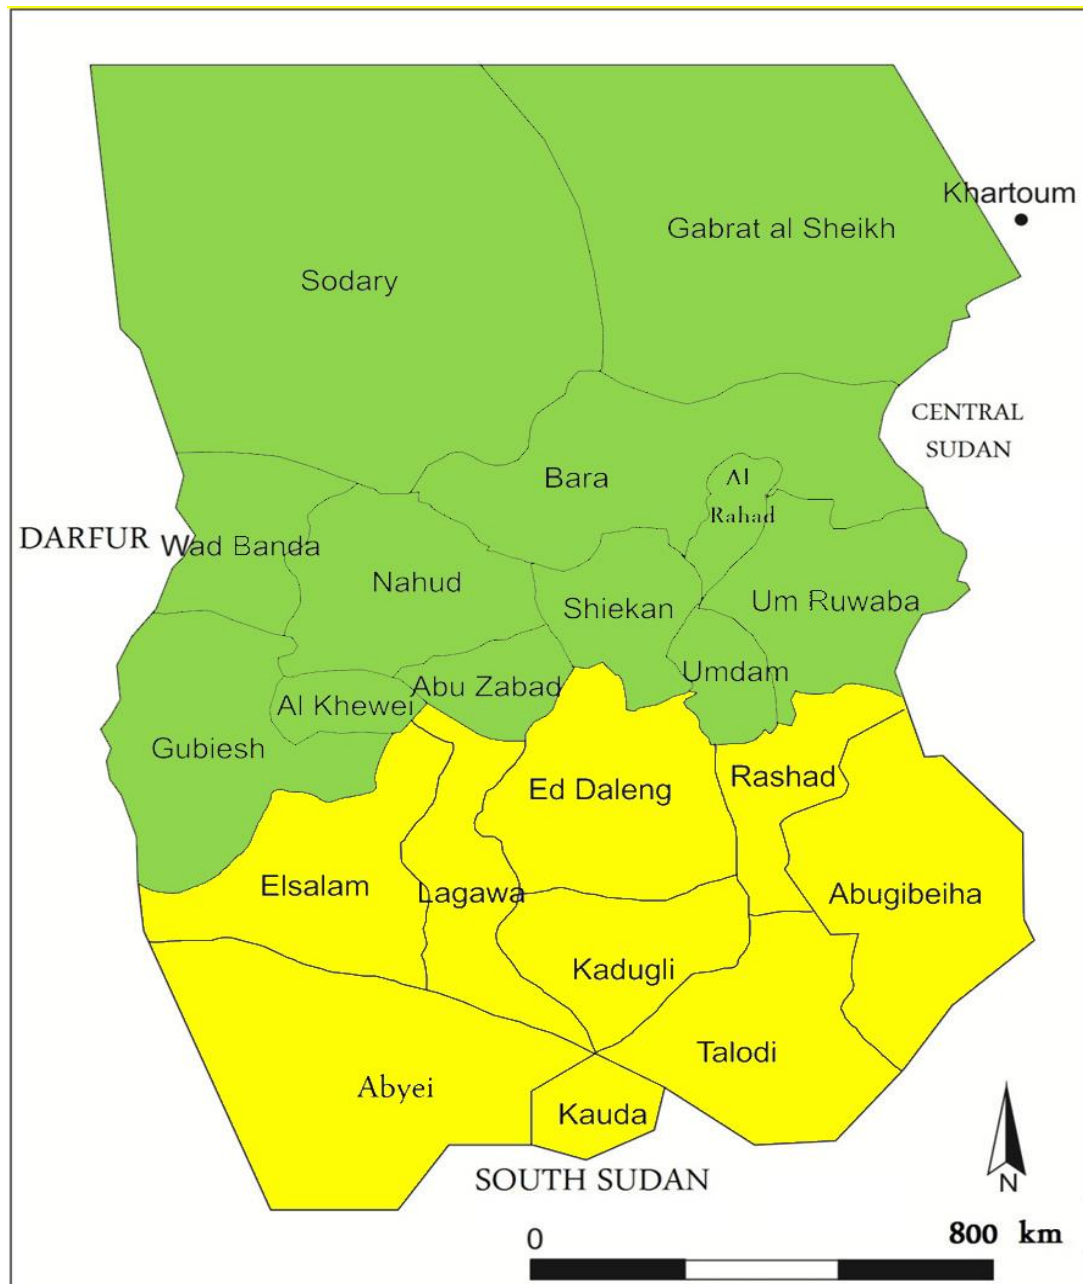 Khartoum
Gabrat al Sheikh
Sodary
CENTRAL
SUDAN
Bara
Al
Rahad
DARFUR
Wad Banda
Nahud
Shiekan
Um Ruwaba
Umdam
Abu Zabad
Al Khewei
Gubiesh
Rashad
Ed Daleng
Elsalam
Lagawa
Abugibeiha
Kadugli
Talodi
Abyei
Kauda
SOUTH SUDAN
N
0
800 km